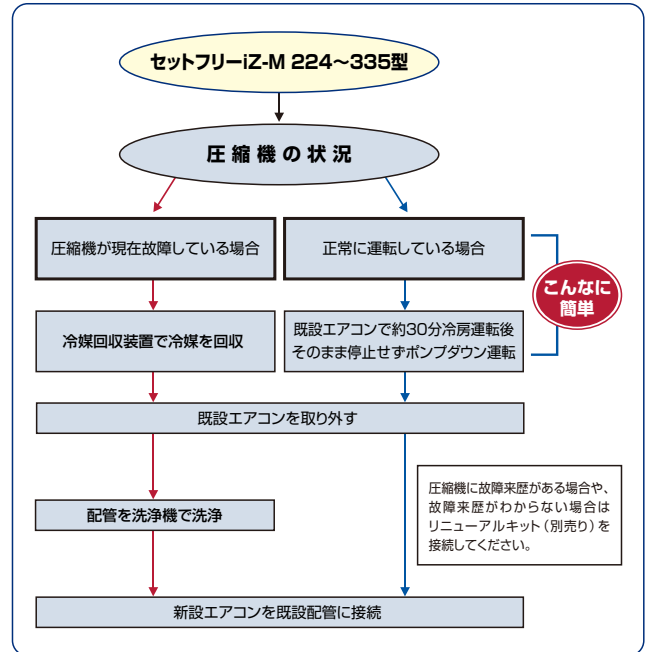 セットフリーiZ-M 224～335型
圧縮機の状況
圧縮機が現在故障している場合
正常に運転している場合
こんなに
簡単
冷媒回収装置で冷媒を回収
既設エアコンで約30分冷房運転後
そのまま停止せずポンプダウン運転
既設エアコンを取り外す
配管を洗浄機で洗浄
圧縮機に故障来歴がある場合や、
故障来歴がわからない場合は
リニューアルキット（別売り）を
接続してください。
新設エアコンを既設配管に接続